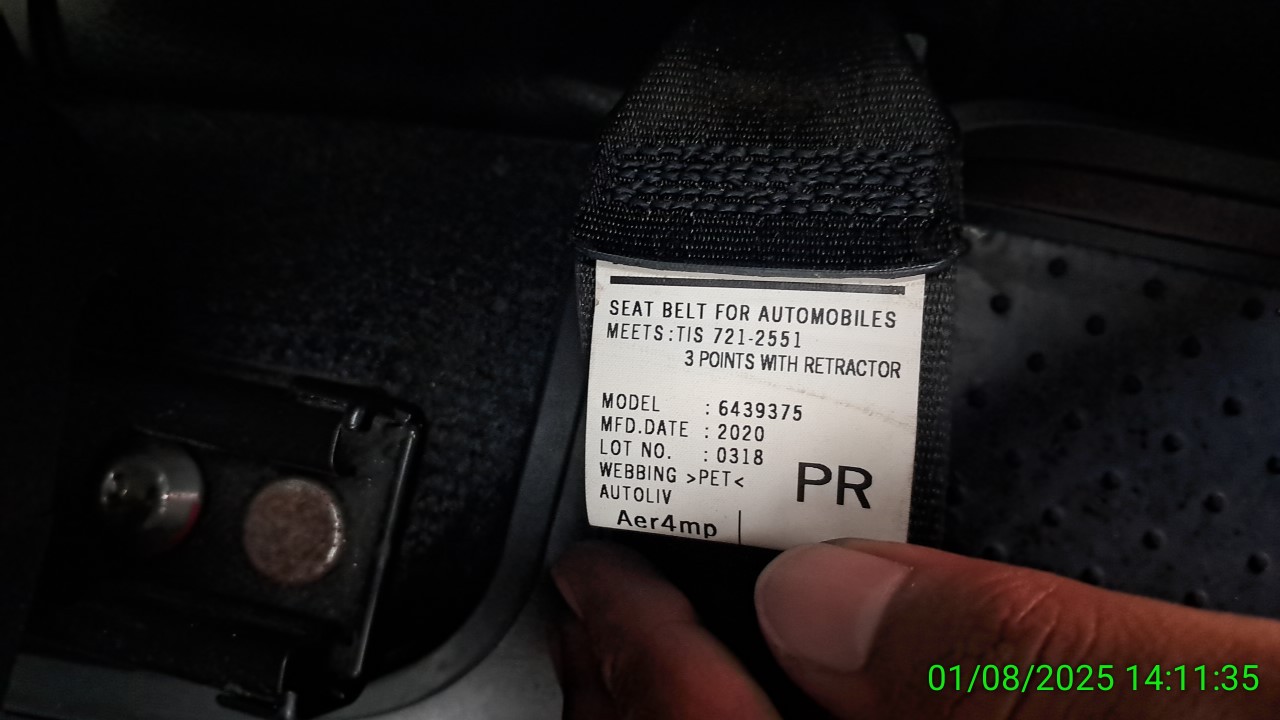 SEAT BELT FOR AUTOMOBILES
MEETS:TIS 721-2551
3 POINTS WITH RETRACTOR
MODEL : 6439375
MFD.DATE : 2020
LOT NO. : 0318
WEBBING >PET<
AUTOLIV
PR
Aer4mp
01/08/2025 14:11:35